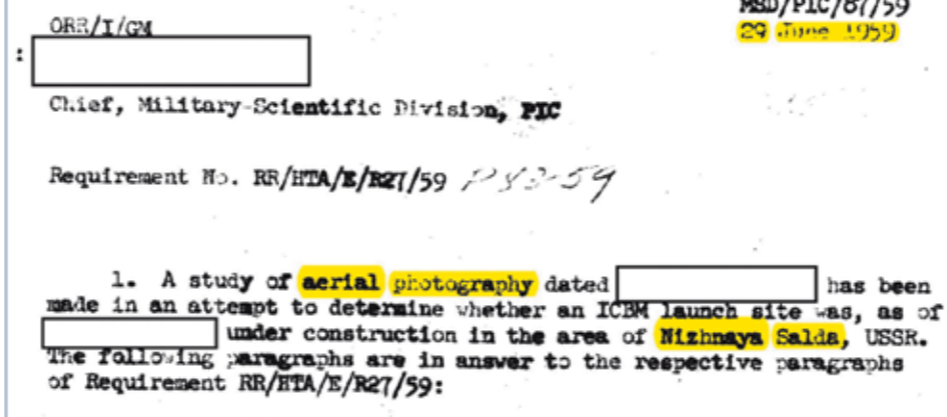 MSD/PIC/87/59
ORR/I/GM
29 June 1959
:
Chief, Military-Scientific Division, PIC
Requirement No. RR/HTA/E/R27/59 P 83-59
1. A study of aerial photography dated has been
made in an attempt to determine whether an ICBM launch site was, as of
under construction in the area of Nizhnaya Salda, USSR.
The following paragraphs are in answer to the respective paragraphs
of Requirement RR/HTA/E/R27/59: